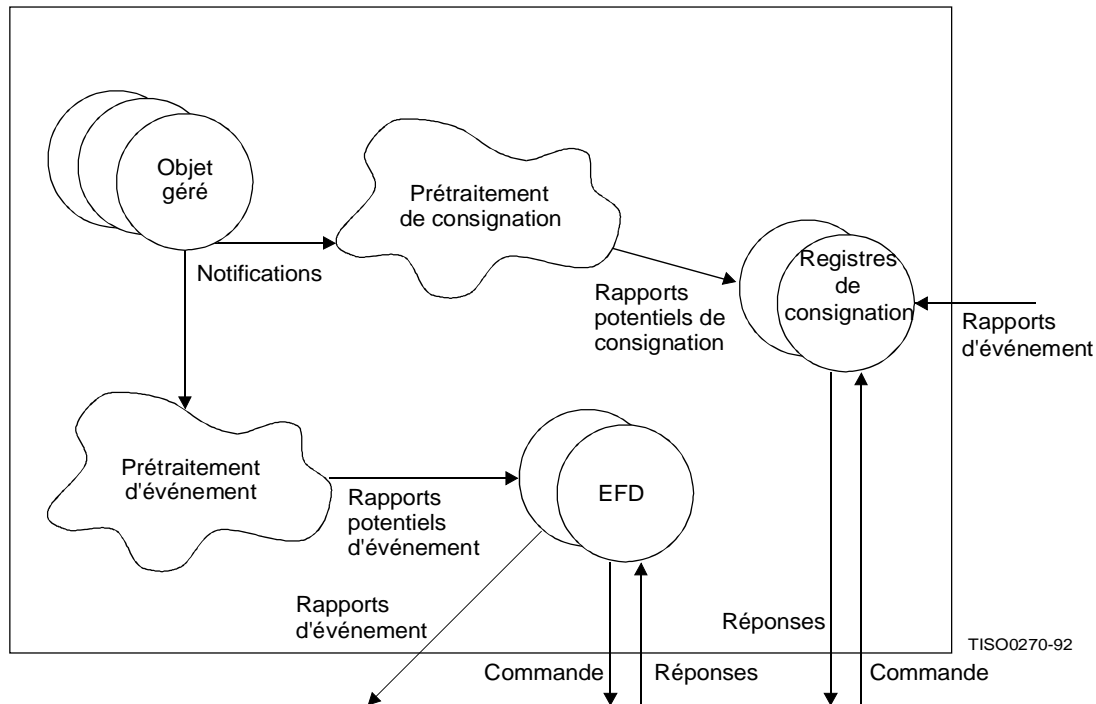 Objet
géré
Prétraitement
de consignation
Notifications
Registres
de
consignation
Rapports
potentiels de
consignation
Rapports
d'événement
Prétraitement
d'événement
Rapports
potentiels
d'événement
EFD
Rapports
d'événement
Réponses
TISO0270-92
Commande
Réponses
Commande